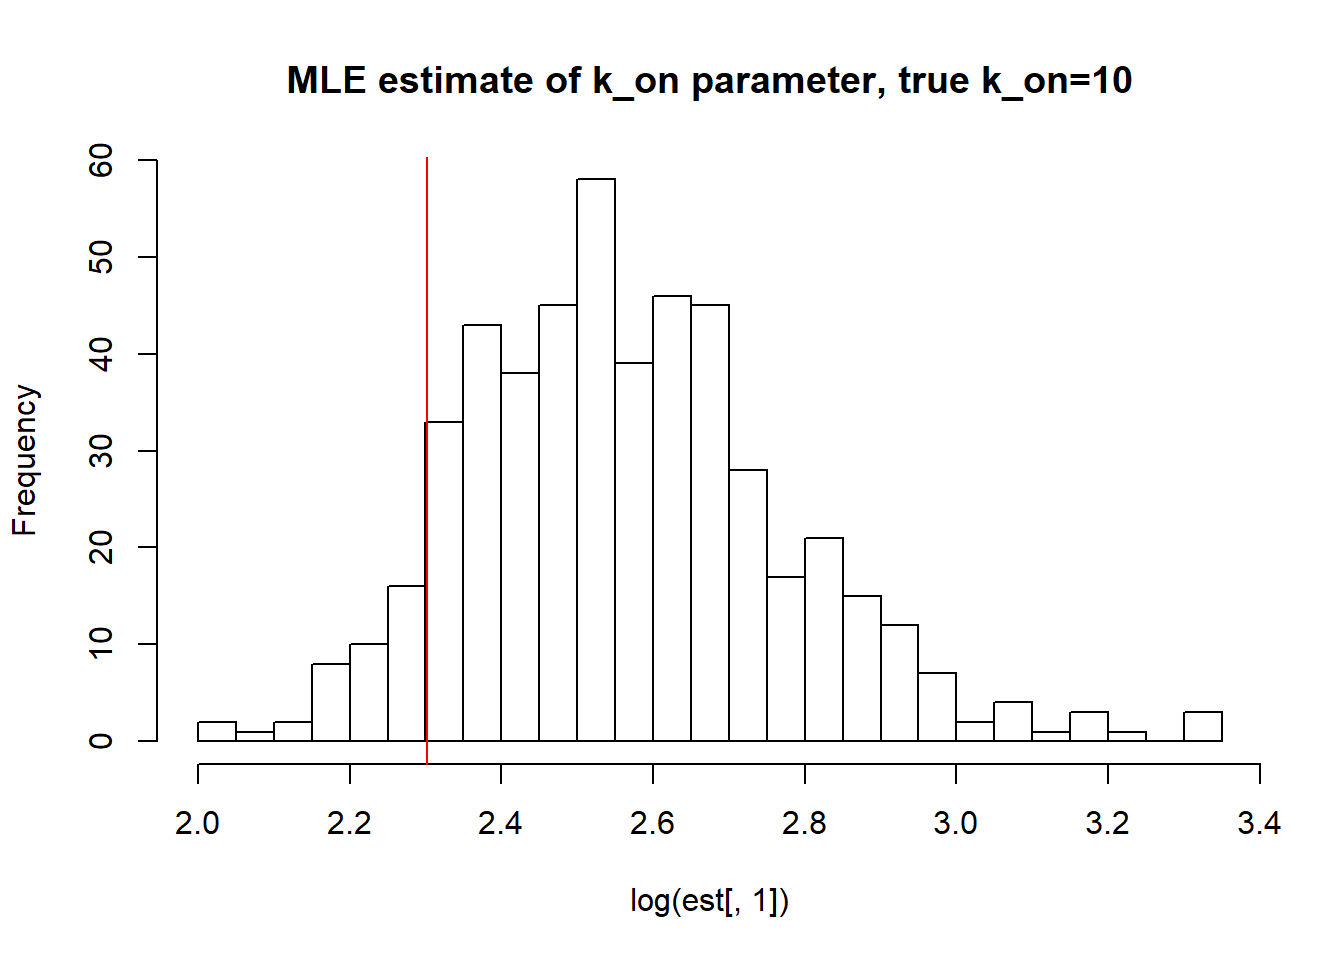 MLE estimate of k_on parameter, true k_on=10
60
50
40
30
20
10
0
Frequency
2.0 2.2 2.4 2.6 2.8 3.0 3.2 3.4
log(est[, 1])